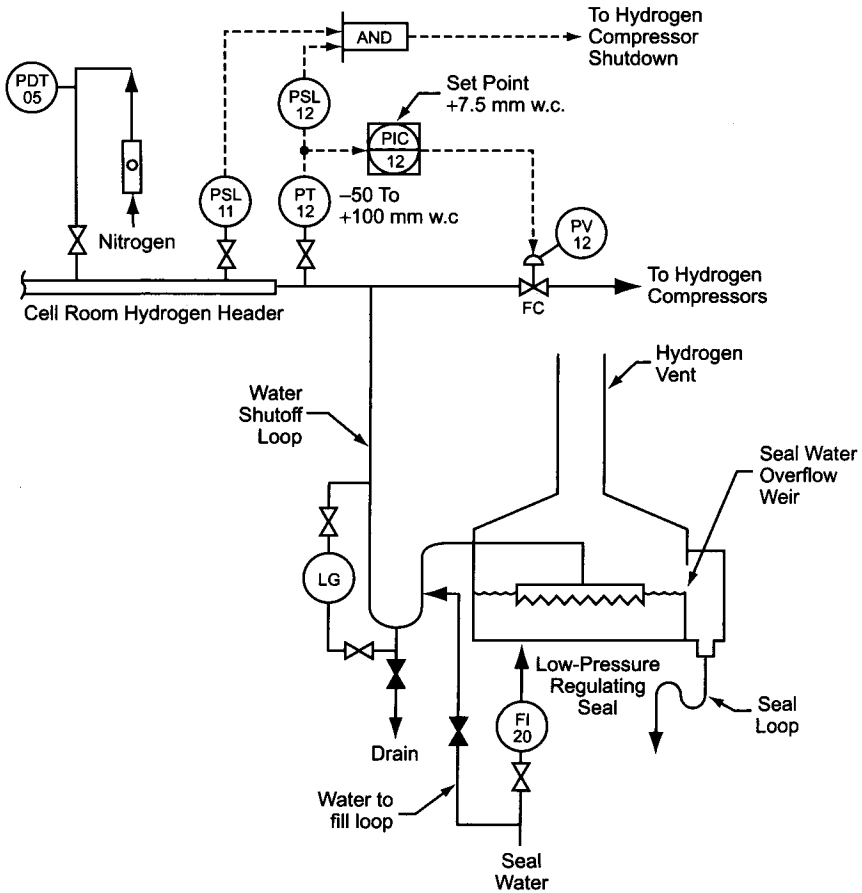 To Hydrogen
Compressor
Shutdown
AND
PDT
05
PSL
12
Set Point
+7.5 mm w.c.
PIC
12
PSL
11
PT
12
–50 To
+100 mm w.c
PV
12
Nitrogen
To Hydrogen
Compressors
FC
Cell Room Hydrogen Header
Hydrogen
Vent
Water
Shutoff
Loop
Seal Water
Overflow
Weir
LG
Low-Pressure
Regulating
Seal
Seal
Loop
FI
20
Drain
Water to
fill loop
Seal
Water